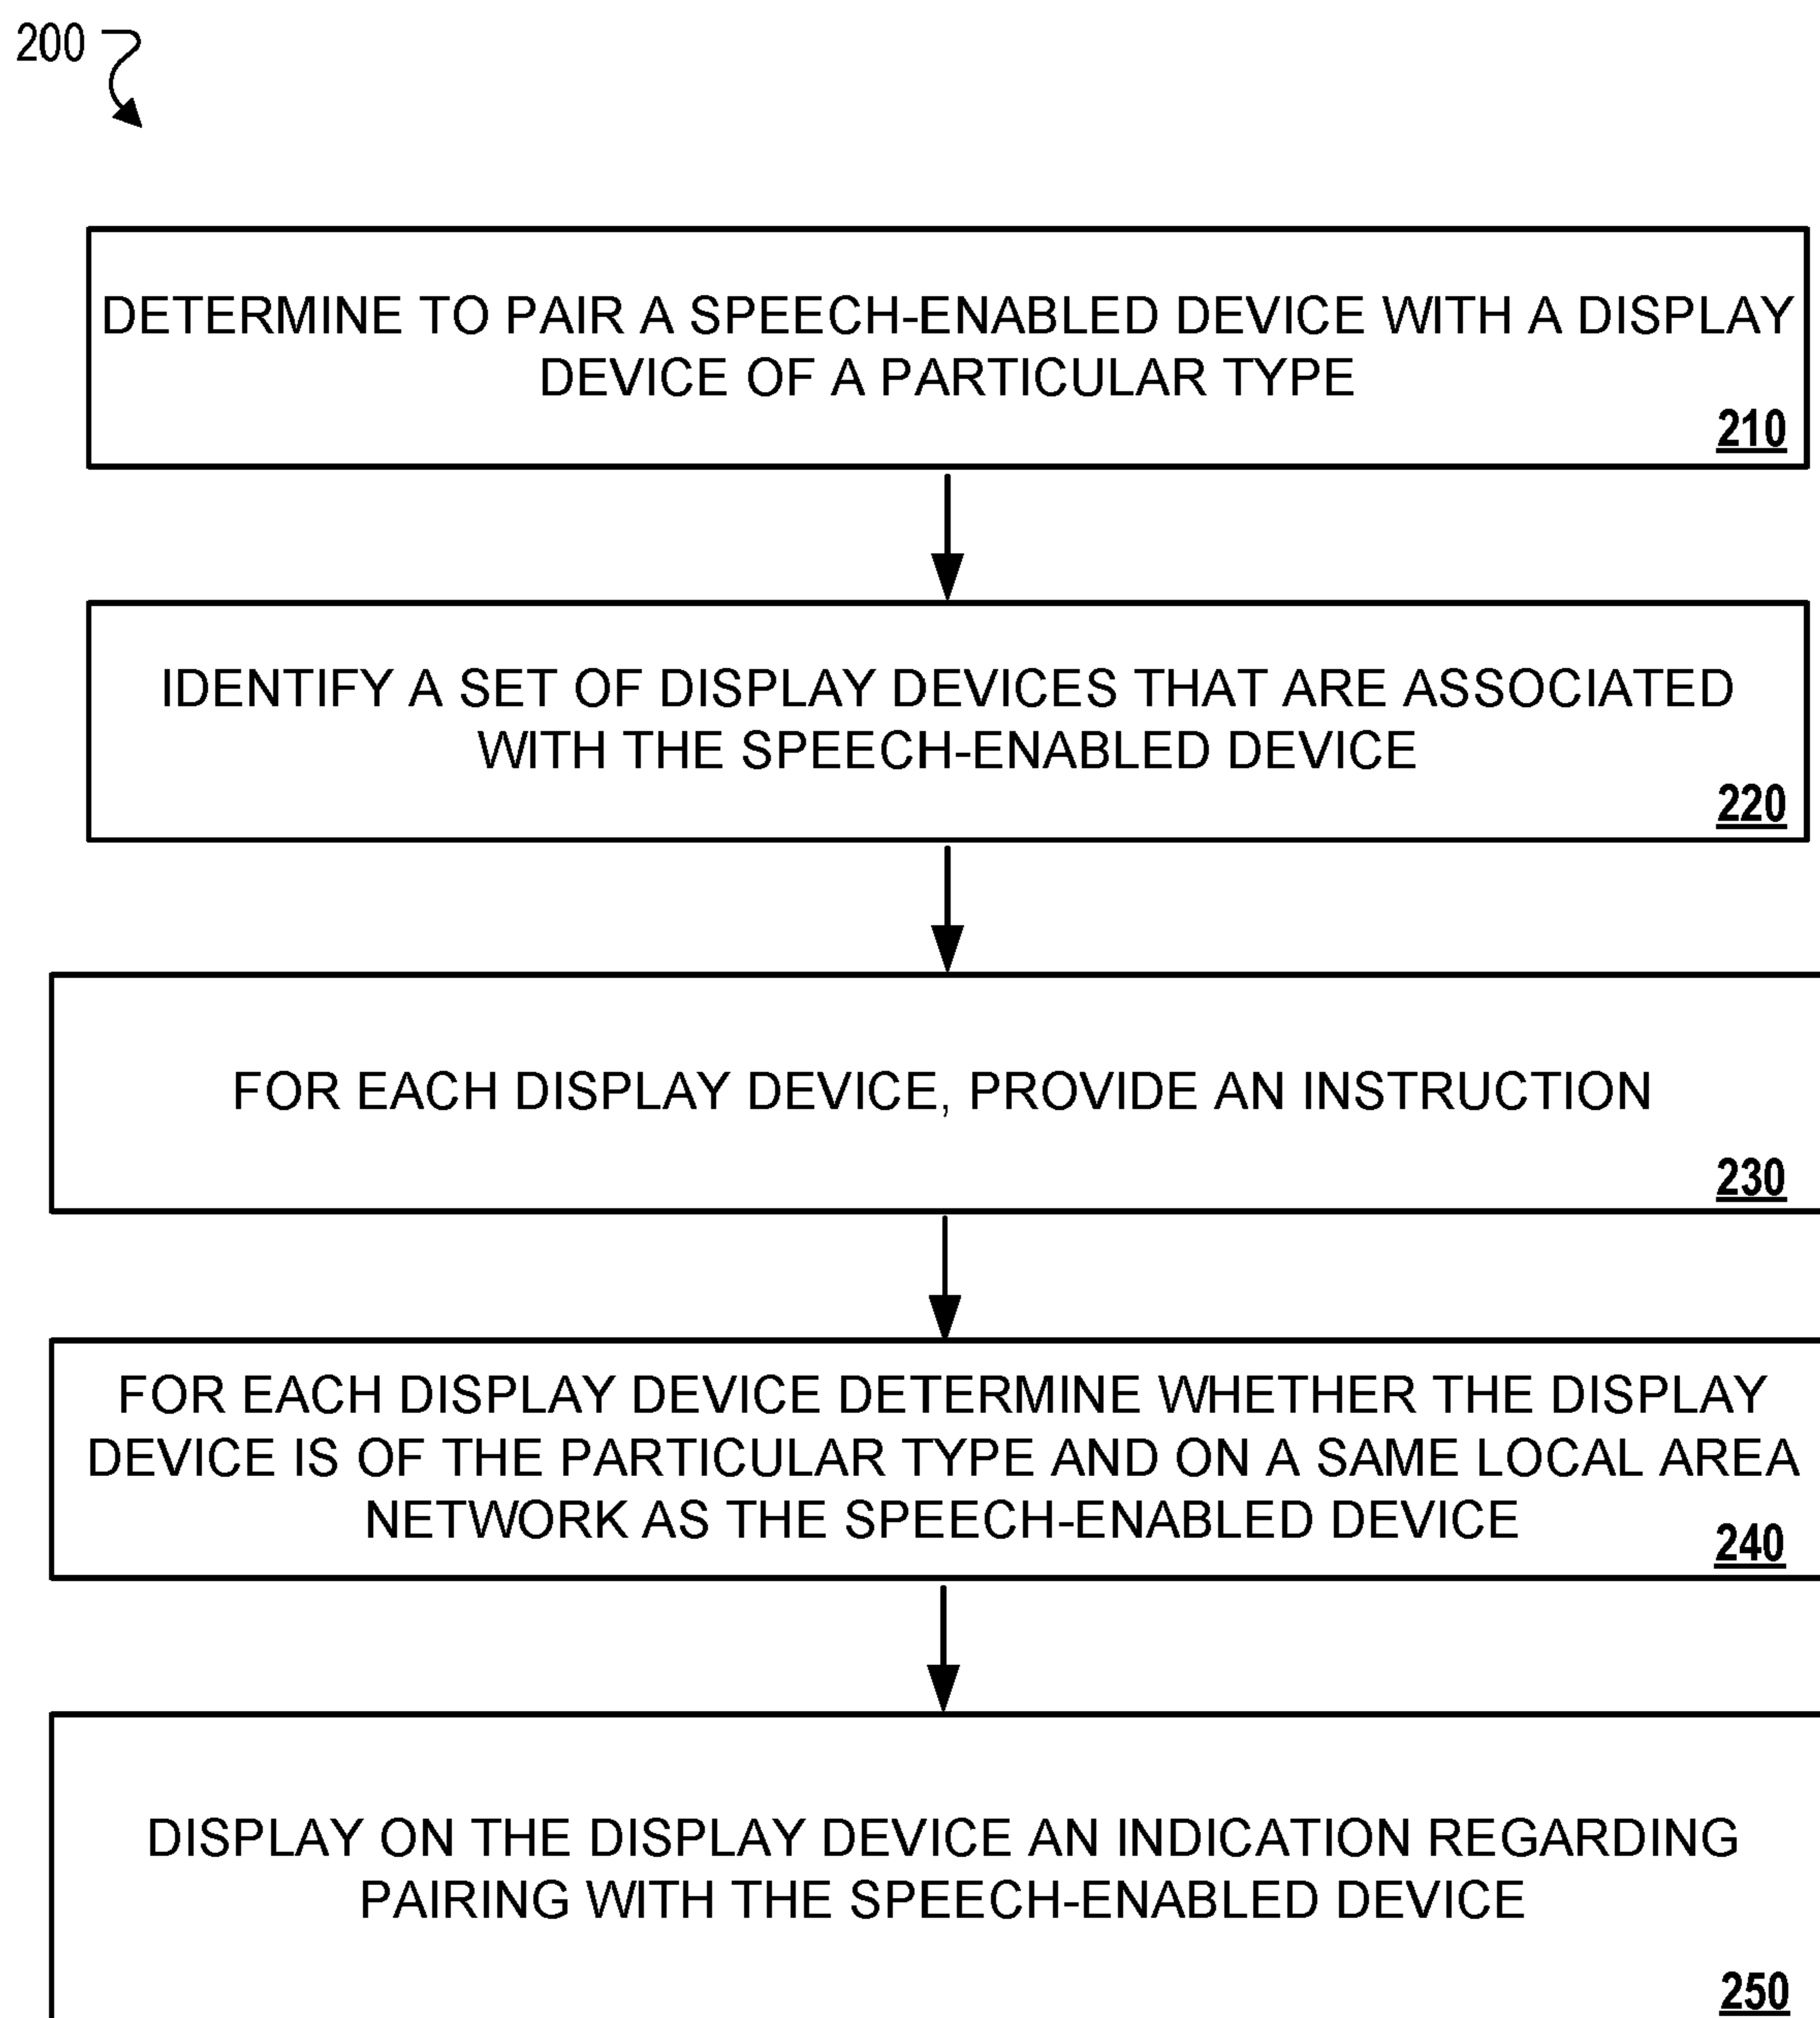 200
DETERMINE TO PAIR A SPEECH-ENABLED DEVICE WITH A DISPLAY
DEVICE OF A PARTICULAR TYPE
210
IDENTIFY A SET OF DISPLAY DEVICES THAT ARE ASSOCIATED
WITH THE SPEECH-ENABLED DEVICE
220
FOR EACH DISPLAY DEVICE, PROVIDE AN INSTRUCTION
230
FOR EACH DISPLAY DEVICE DETERMINE WHETHER THE DISPLAY
DEVICE IS OF THE PARTICULAR TYPE AND ON A SAME LOCAL AREA
NETWORK AS THE SPEECH-ENABLED DEVICE
240
DISPLAY ON THE DISPLAY DEVICE AN INDICATION REGARDING
PAIRING WITH THE SPEECH-ENABLED DEVICE
250